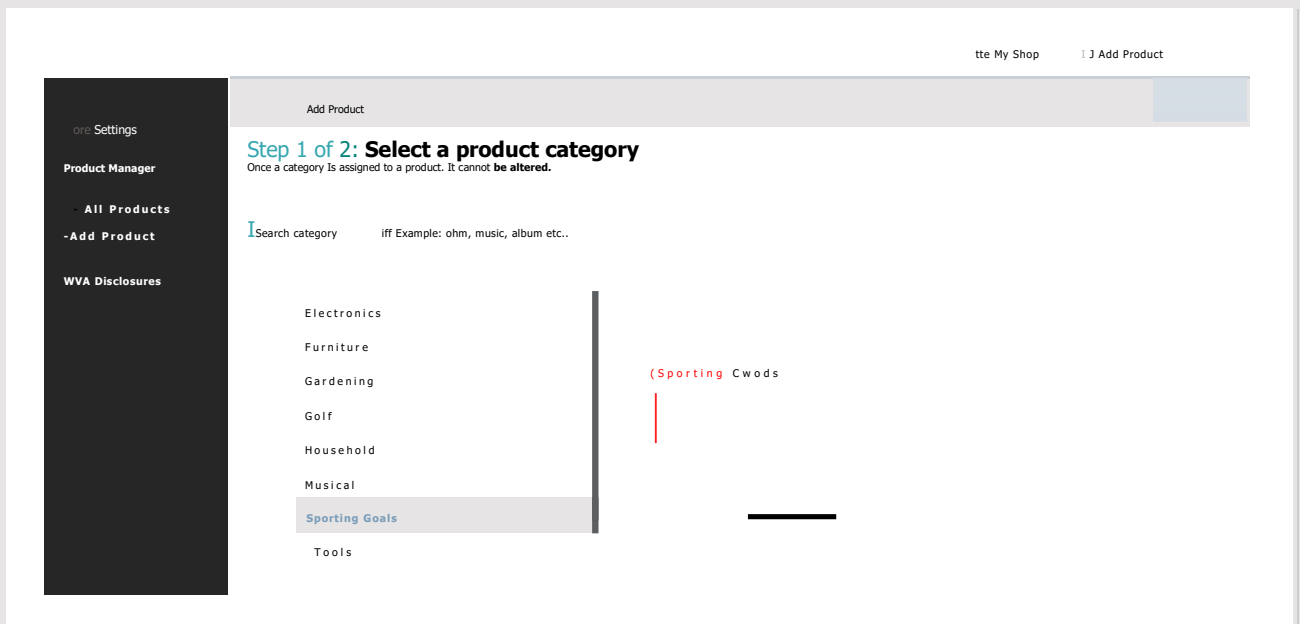 tte My Shop I J Add Product
Add Product
ore Settings
Step 1 of 2: Select a product category
Once a category Is assigned to a product. It cannot be altered.
Product Manager
- All Products
-Add Product
ISearch category iff Example: ohm, music, album etc..
WVA Disclosures
Electronics
Furniture
(Sporting Cwods
Gardening
Golf
Household
Musical
Sporting Goals
Tools